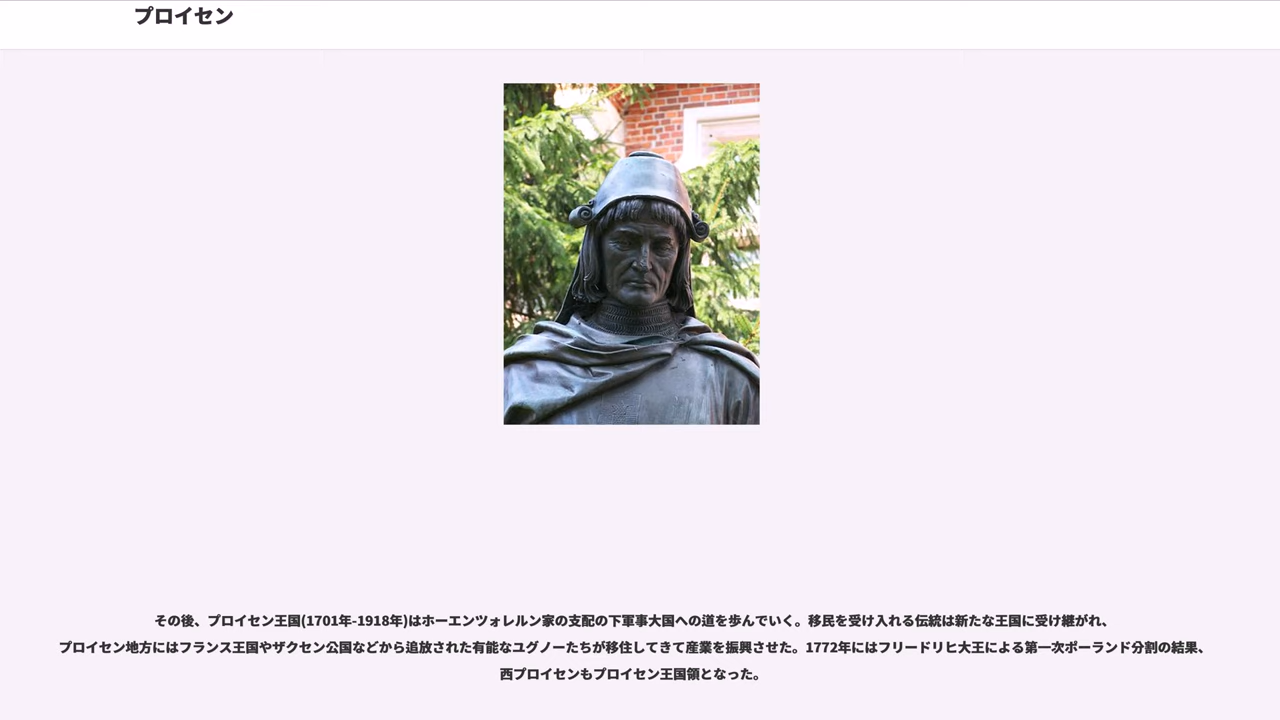 プロイセン
その後、プロイセン王国(1701年-1918年)はホーエンツォレルン家の支配の下軍事大国への道を歩んでいく。移民を受け入れる伝統は新たな王国に受け継がれ、
プロイセン地方にはフランス王国やザクセン公国などから追放された有能なユグノーたちが移住してきて産業を振興させた。1772年にはフリードリヒ大王による第一次ポーランド分割の結果、
西プロイセンもプロイセン王国領となった。